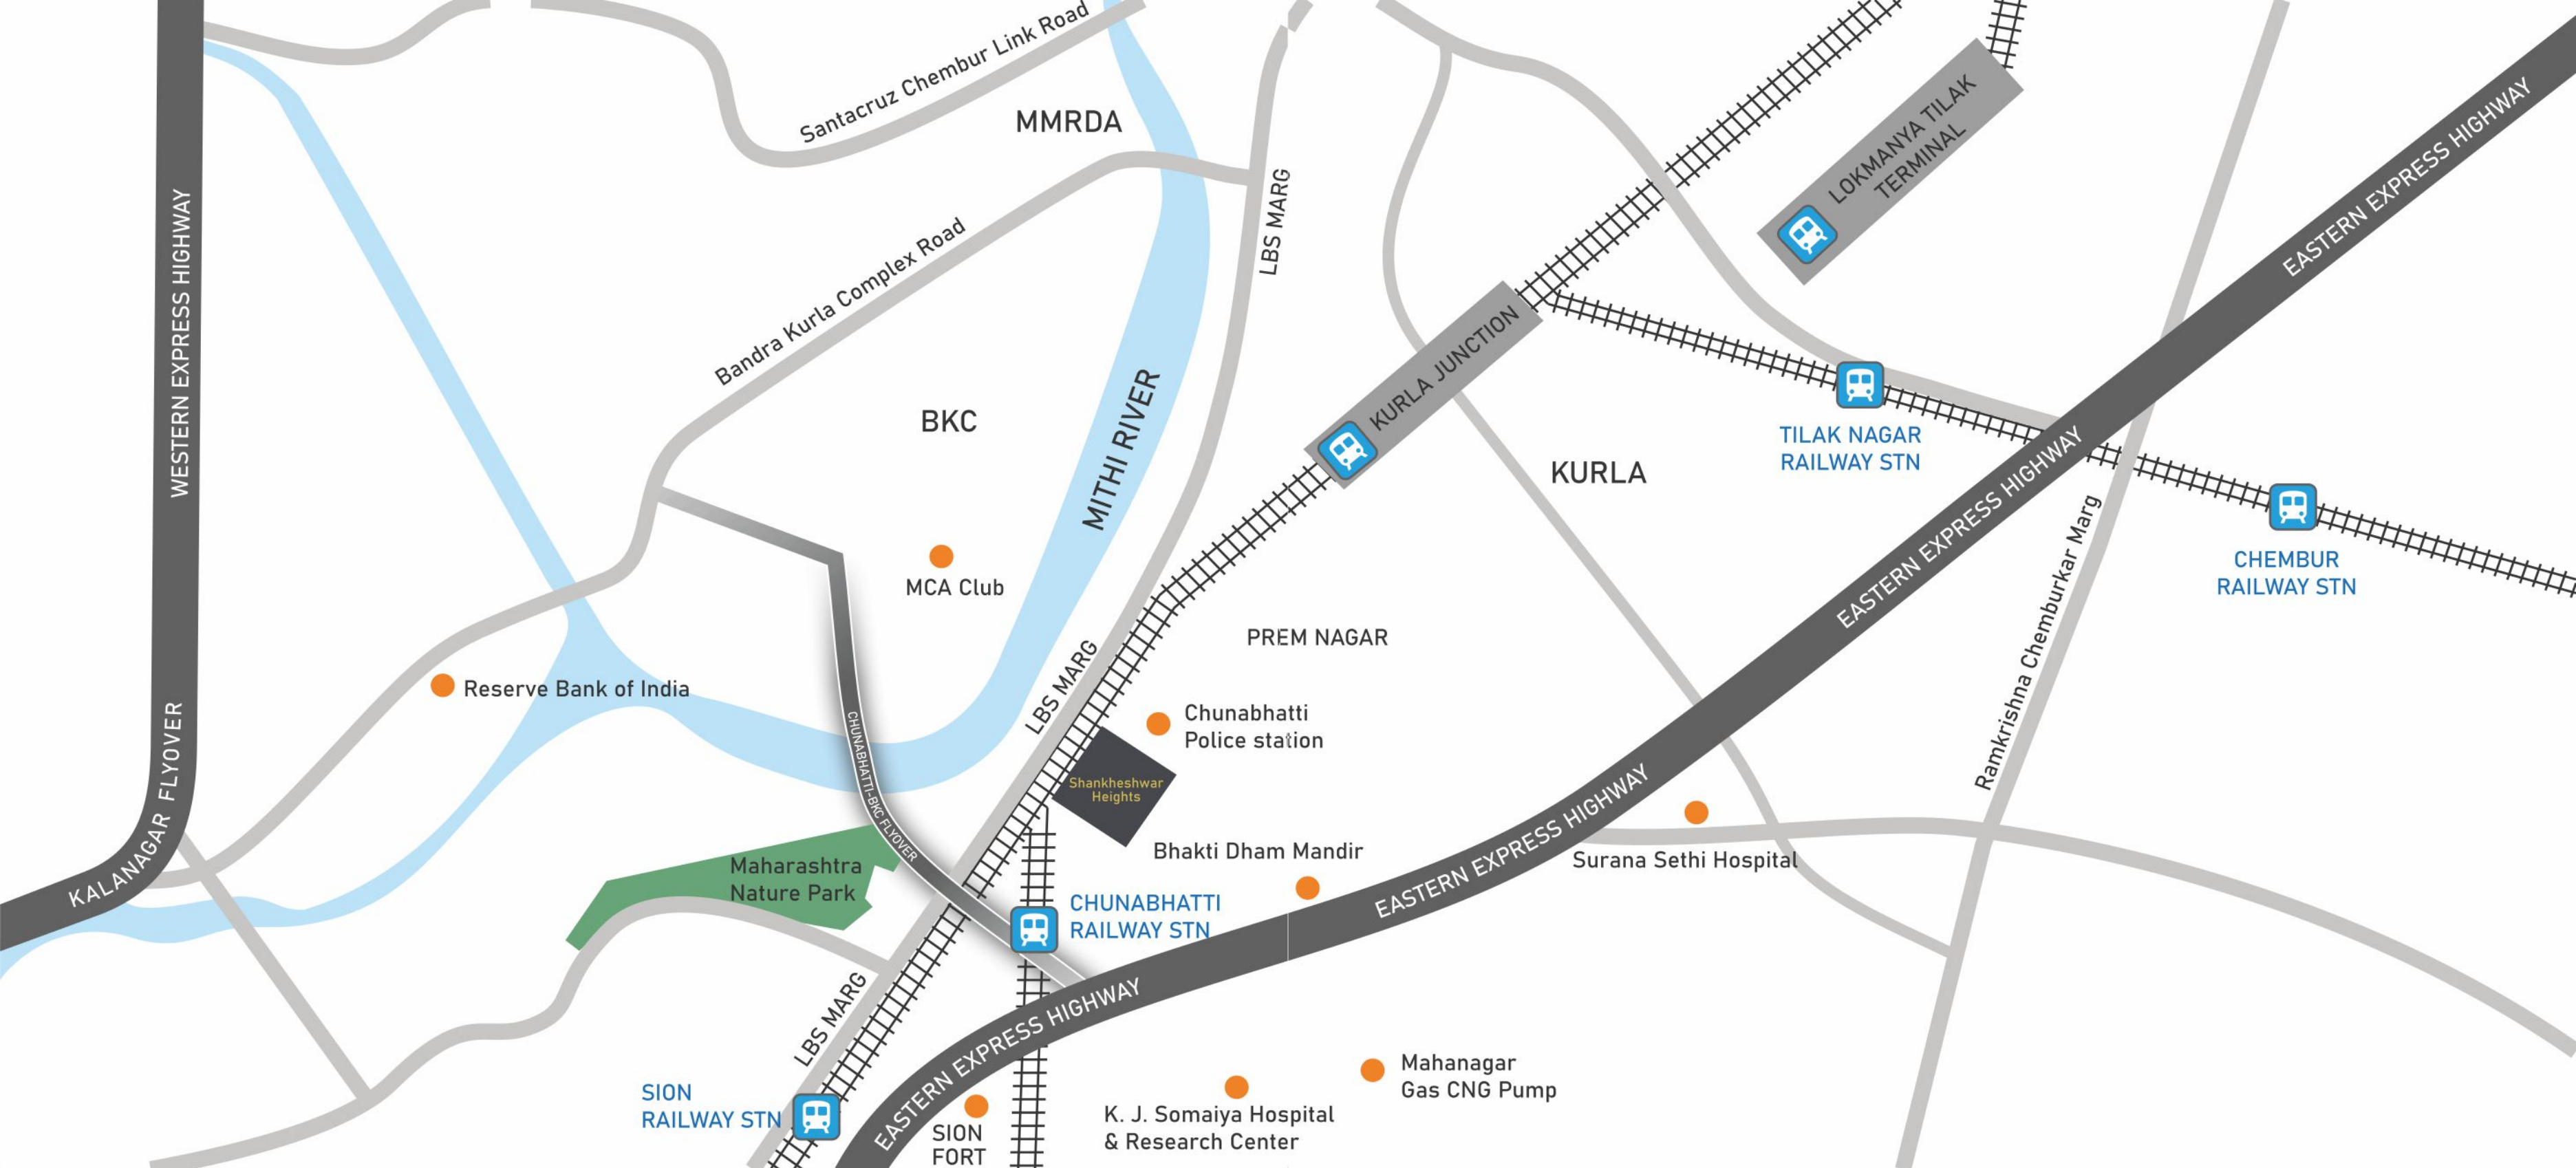 Santacruz Chembur Link Road
MMRDA
LOKMANYA TILAK
TERMINAL
EASTERN EXPRESS HIGHWAY
WESTERN EXPRESS HIGHWAY
LBS MARG
Bandra Kurla Complex Road
KURLA JUNCTION
BKC
MITHI RIVER
TILAK NAGAR
RAILWAY STN
KURLA
EASTERN EXPRESS HIGHWAY
CHEMBUR
RAILWAY STN
MCA Club
PREM NAGAR
Ramkrishna Chemburkar Marg
Reserve Bank of India
LBS MARG
Chunabhatti
Police station
KALANAGAR FLYOVER
CHUNABHATTI-BKC FLYOVER
Shankheshwar
Heights
Maharashtra
Nature Park
Bhakti Dham Mandir
EASTERN EXPRESS HIGHWAY
Surana Sethi Hospital
CHUNABHATTI
RAILWAY STN
LBS MARG
EASTERN EXPRESS HIGHWAY
SION
RAILWAY STN
SION
FORT
K. J. Somaiya Hospital
& Research Center
Mahanagar
Gas CNG Pump